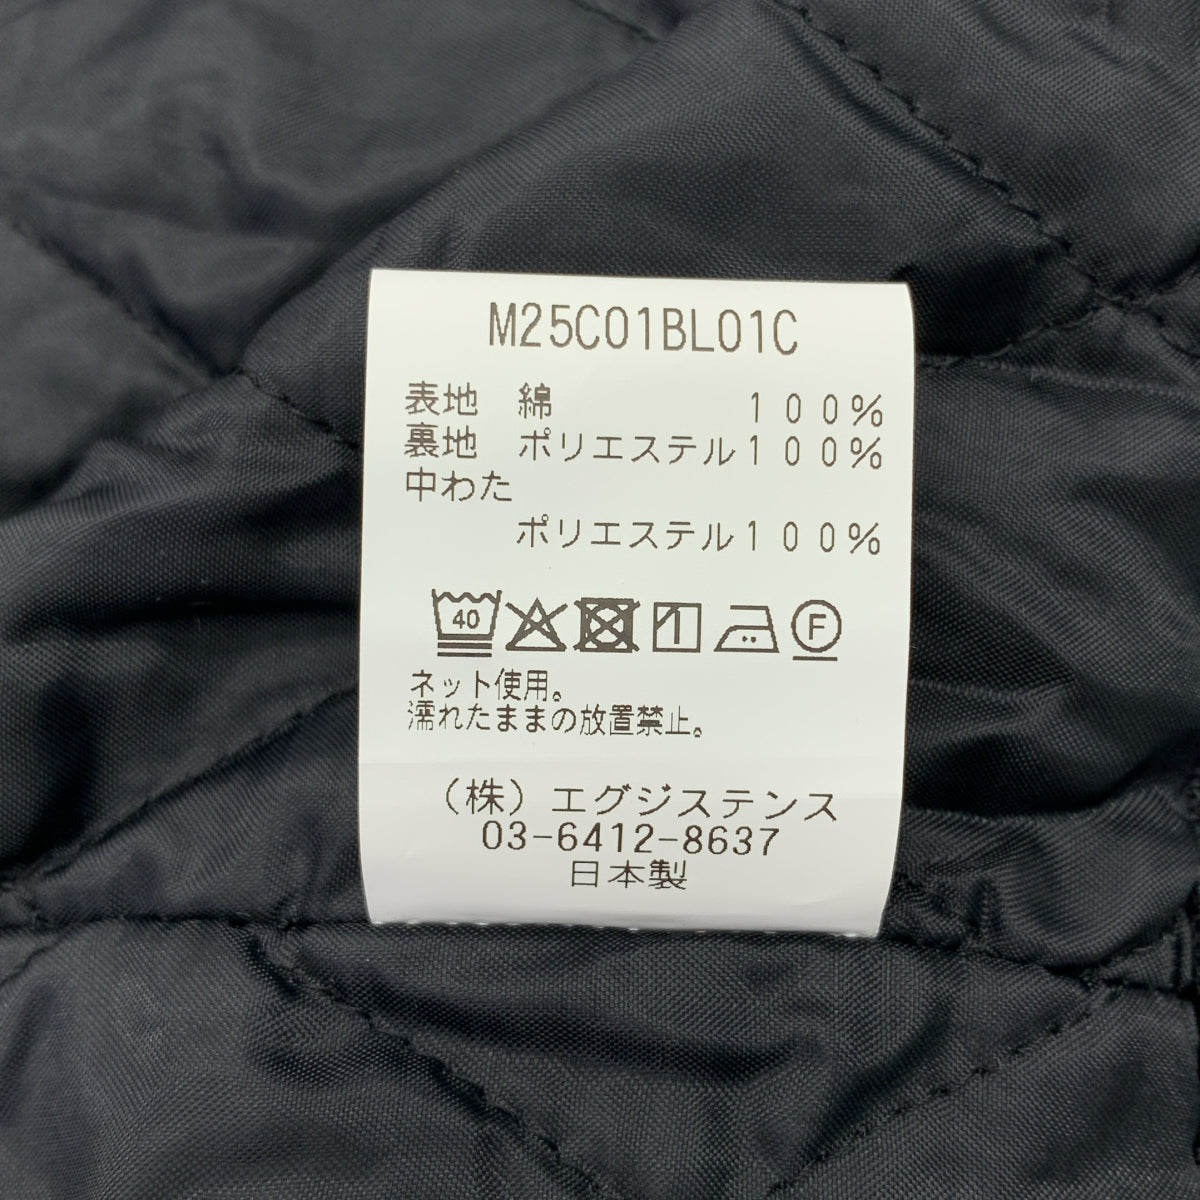 M25C01BL01C
表地 綿 100%
裏地 ポリエステル100%
中わた
ポリエステル100%
40 F
ネット使用。
濡れたままの放置禁止。
(株)エグジステンス
03-6412-8637
日本製